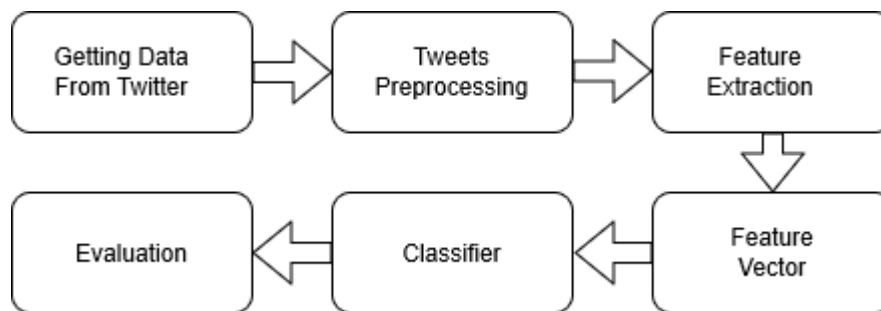 Getting Data
From Twitter
Tweets
Preprocessing
Feature
Extraction
Feature
Vector
Classifier
Evaluation